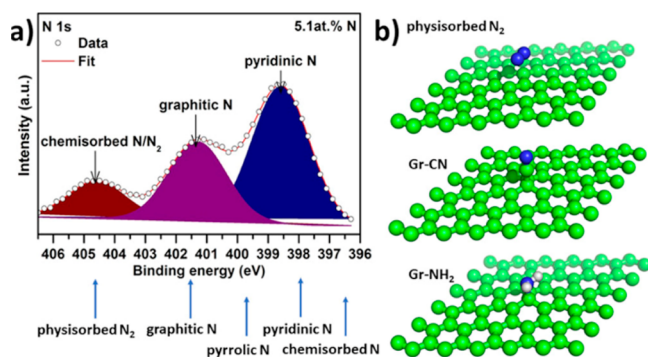 a)
N 1s
5.1at.% N
Data
Fit
pyridinic N
graphitic N
chemisorbed N/N₂
Intensity (a.u.)
406 405 404 403 402 401 400 399 398 397 396
Binding energy (eV)
physisorbed N₂
graphitic N
pyrrolic N
pyridinic N
chemisorbed N
b)
physisorbed N₂
Gr-CN
Gr-NH₂